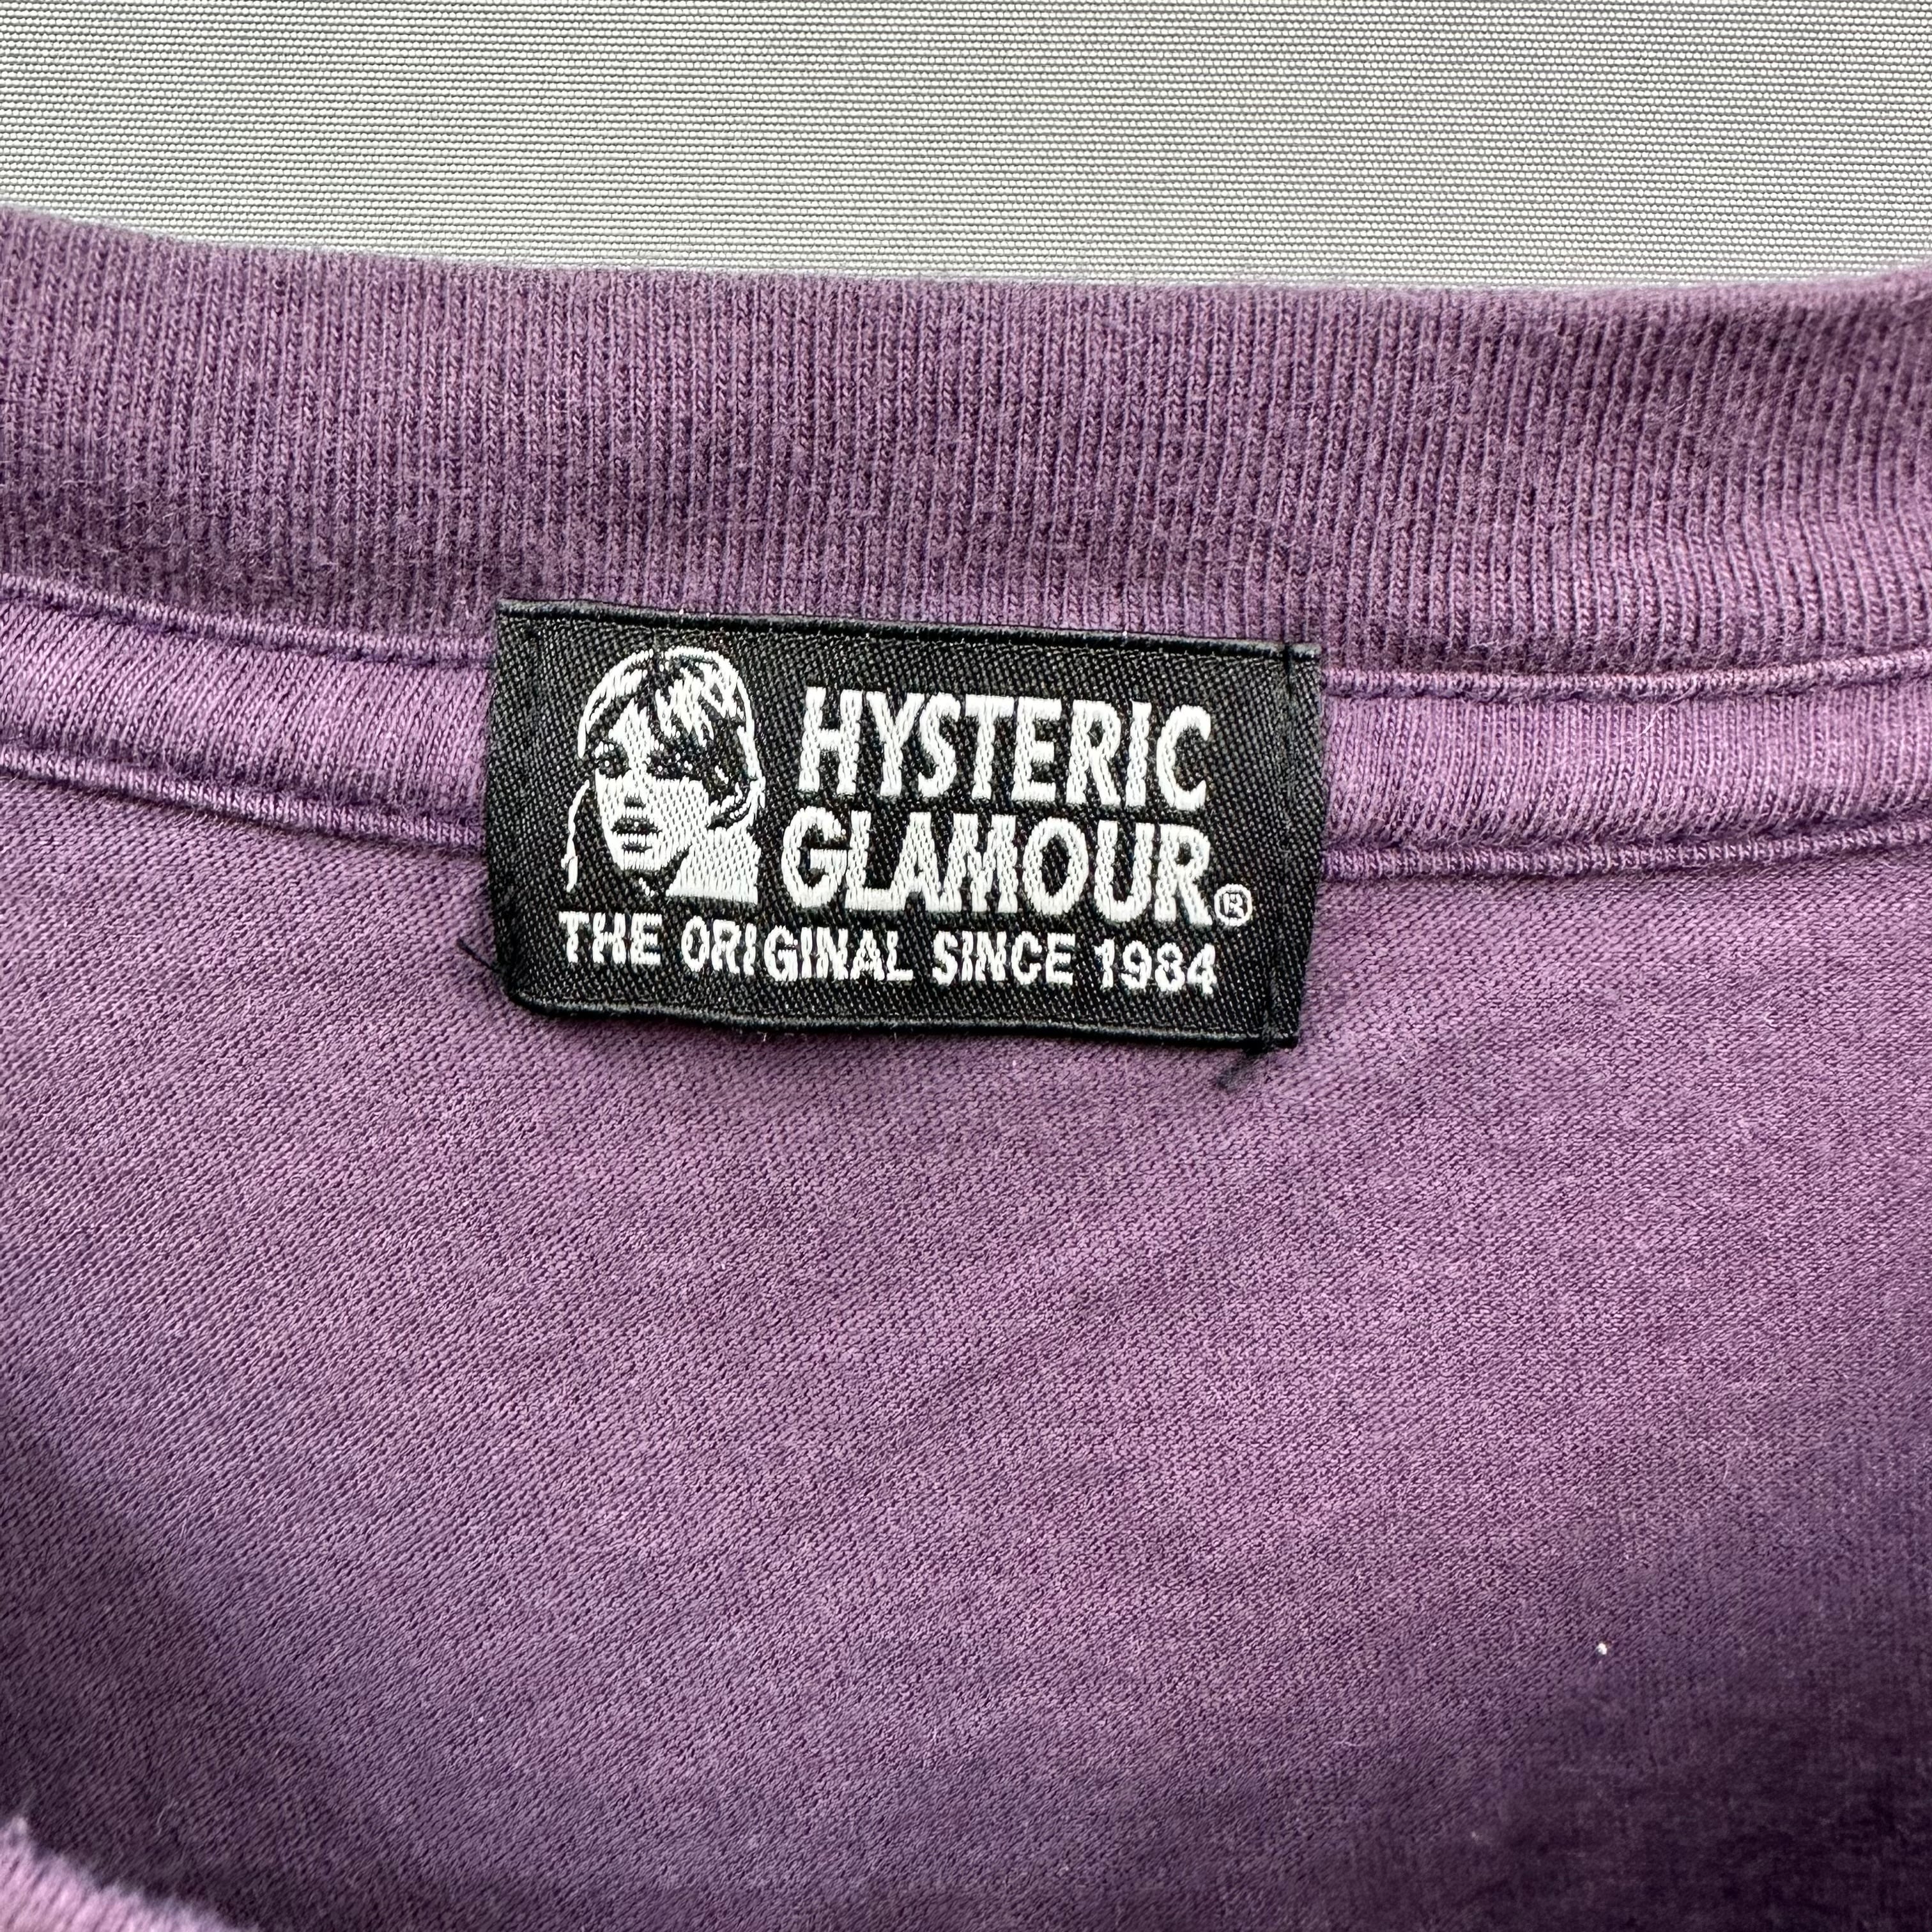 HYSTERIC
GLAMOUR®
THE ORIGINAL SINCE 1984